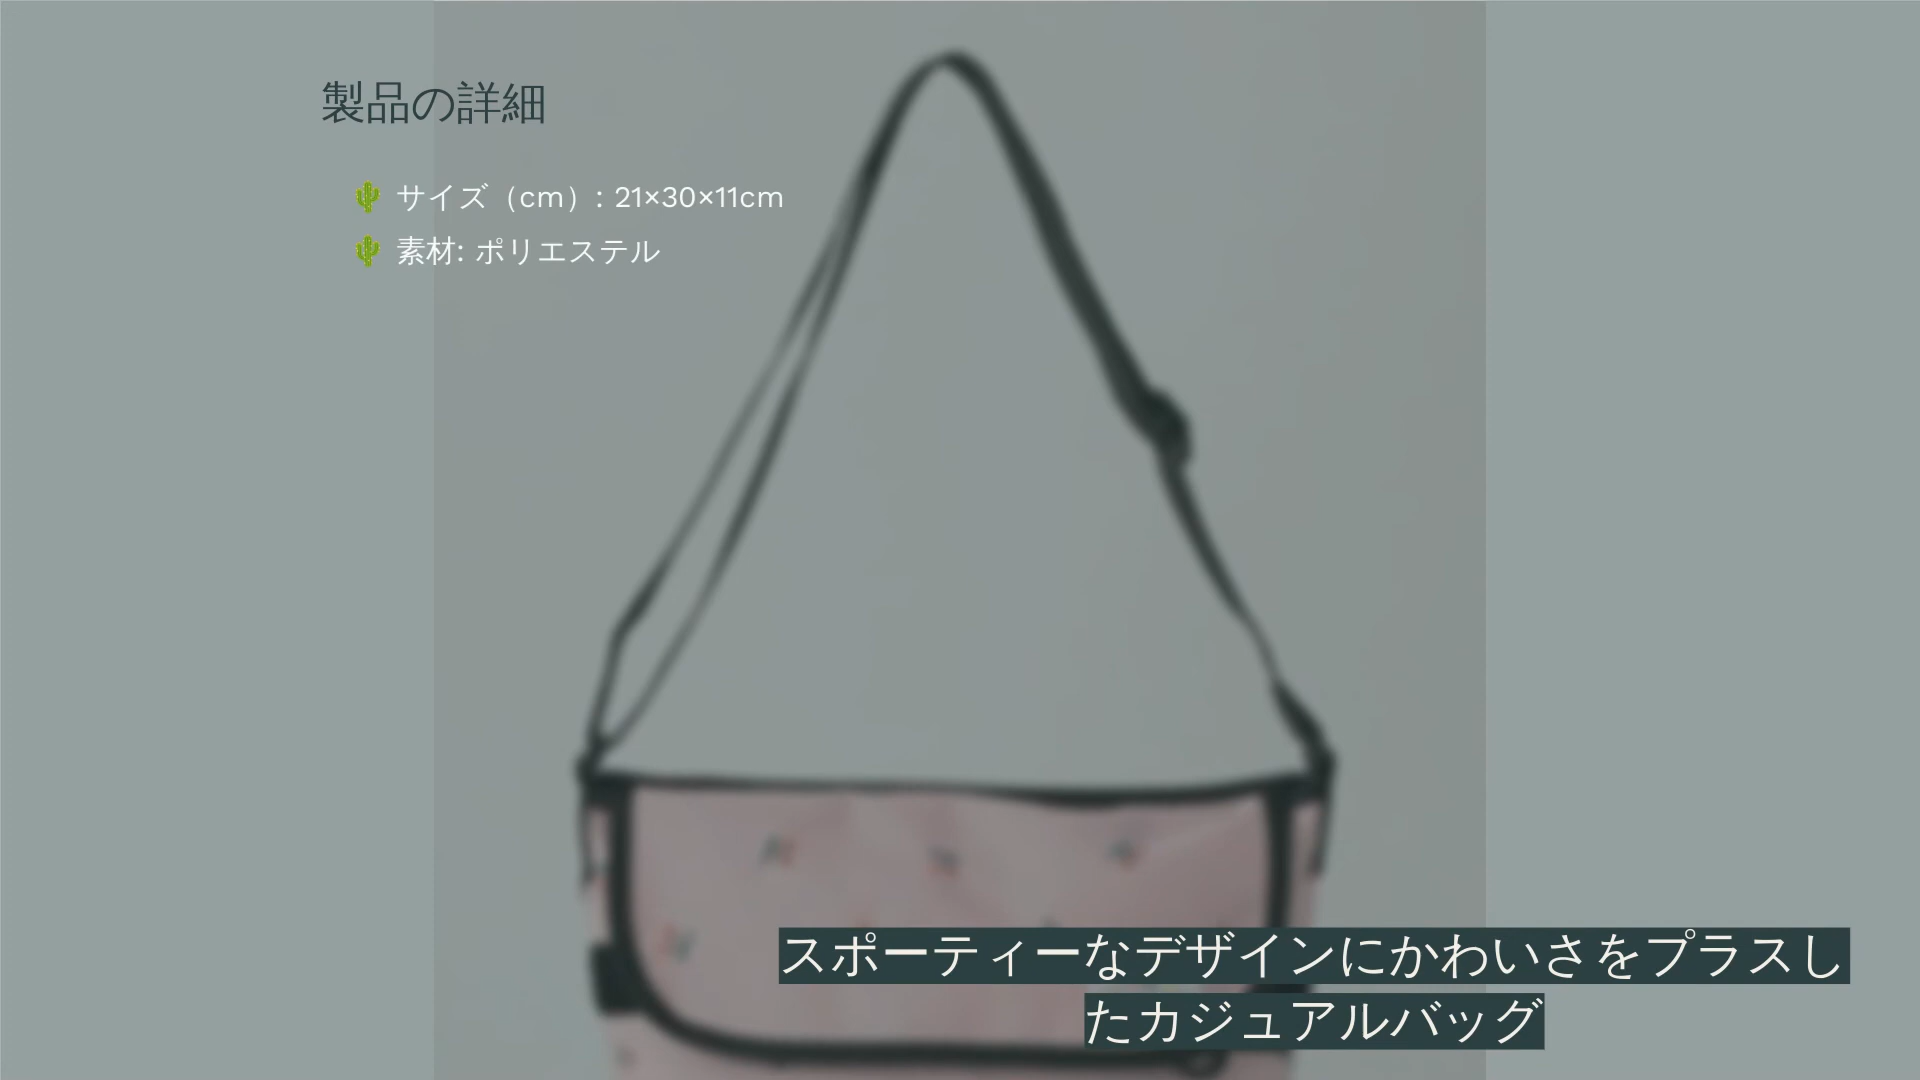 製品の詳細
🌵 サイズ（cm）: 21×30×11cm
🌵 素材: ポリエステル
スポーティーなデザインにかわいさをプラスし
たカジュアルバッグ